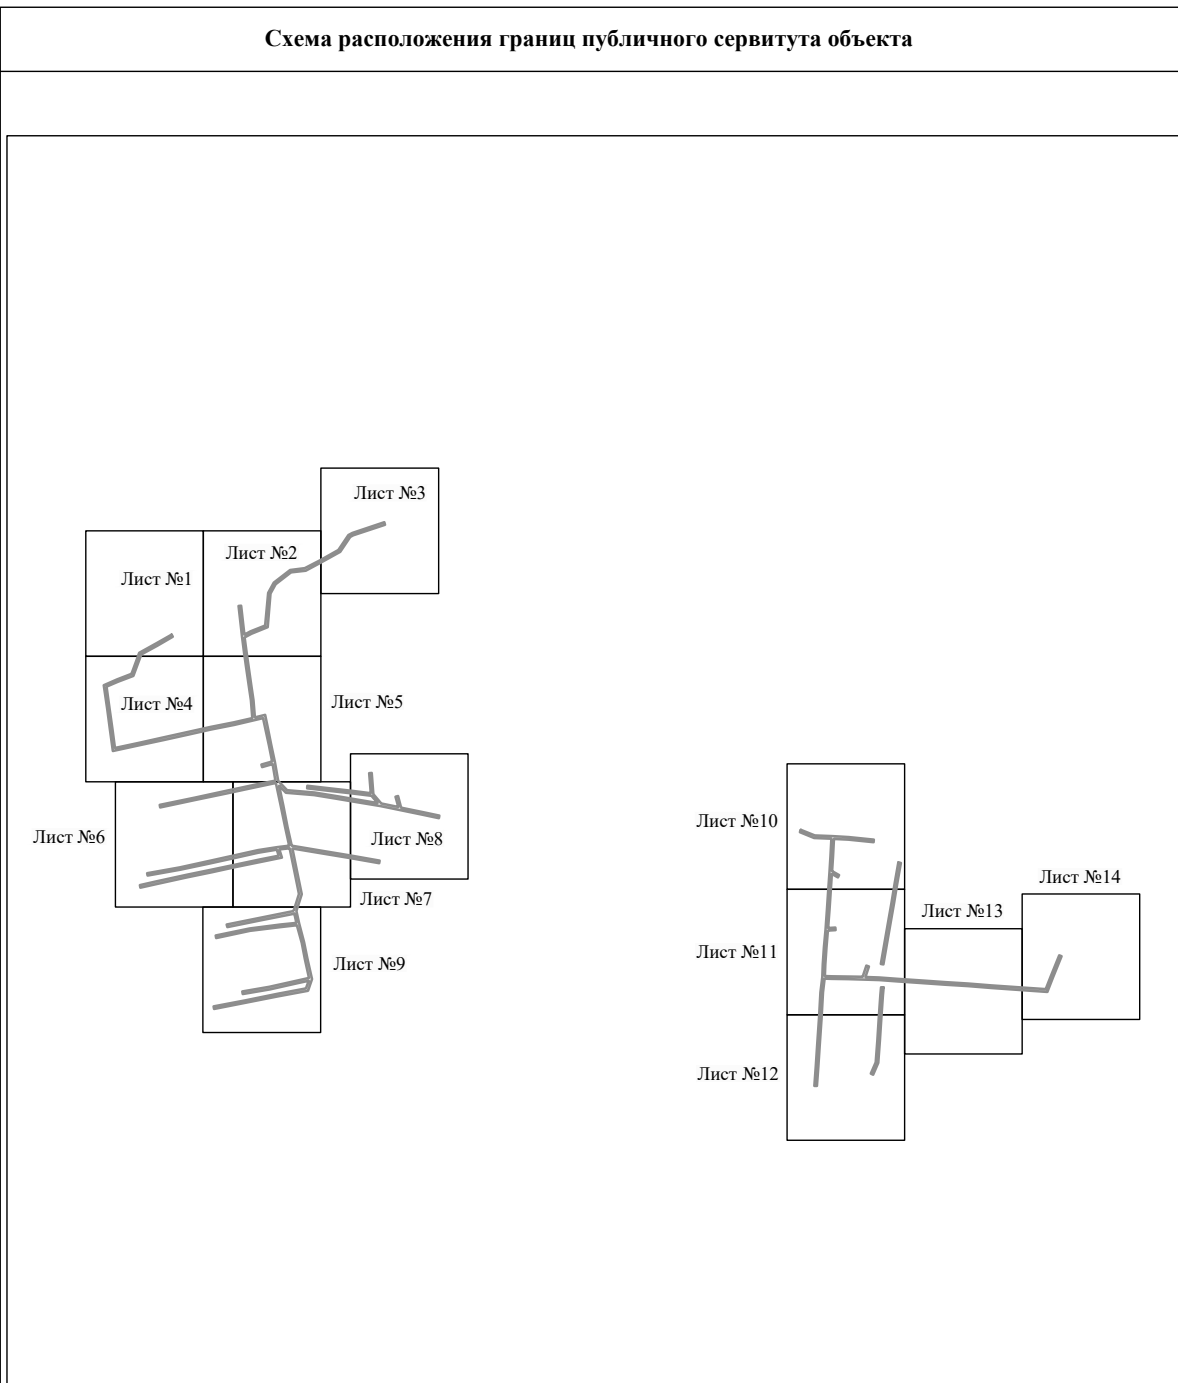 Схема расположения границ публичного сервитута объекта
Лист №3
Лист №2
Лист №1
Лист №4
Лист №5
Лист №6
Лист №8
Лист №7
Лист №9
Лист №10
Лист №14
Лист №13
Лист №11
Лист №12